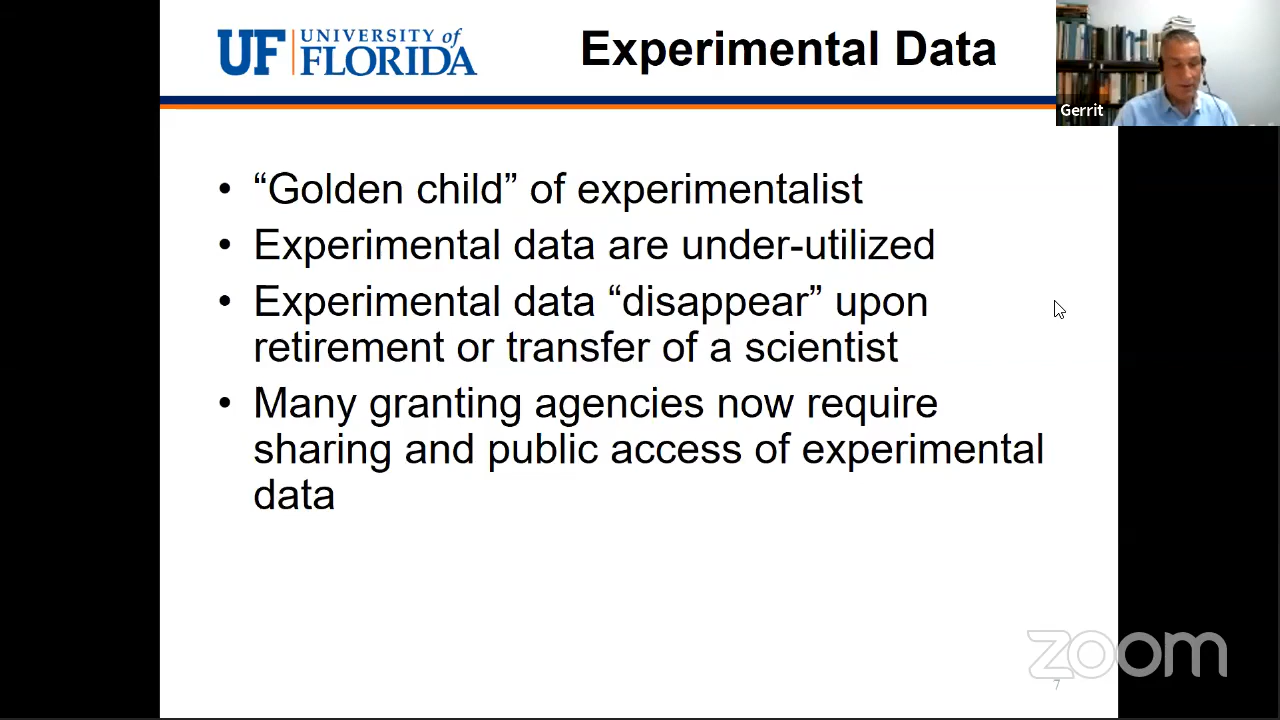 UF UNIVERSITY of
FLORIDA
Experimental Data
Gerrit
• “Golden child” of experimentalist
• Experimental data are under-utilized
• Experimental data “disappear” upon
retirement or transfer of a scientist
• Many granting agencies now require
sharing and public access of experimental
data
zoom
7